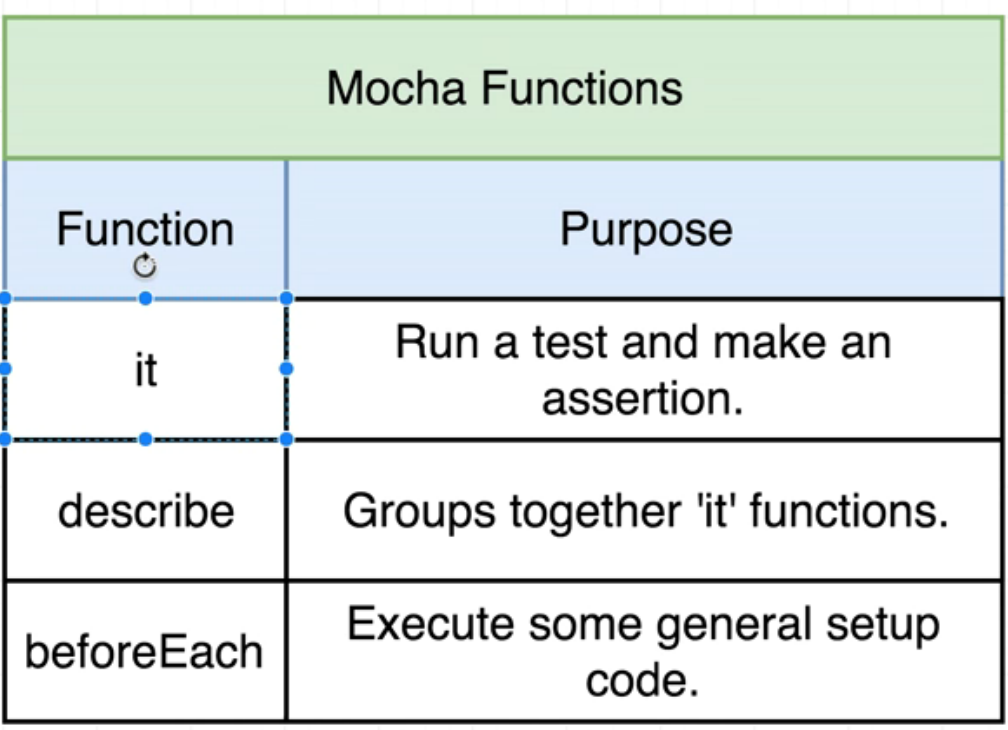 Mocha Functions
Function
Purpose
it
Run a test and make an
assertion.
describe
Groups together 'it' functions.
beforeEach
Execute some general setup
code.